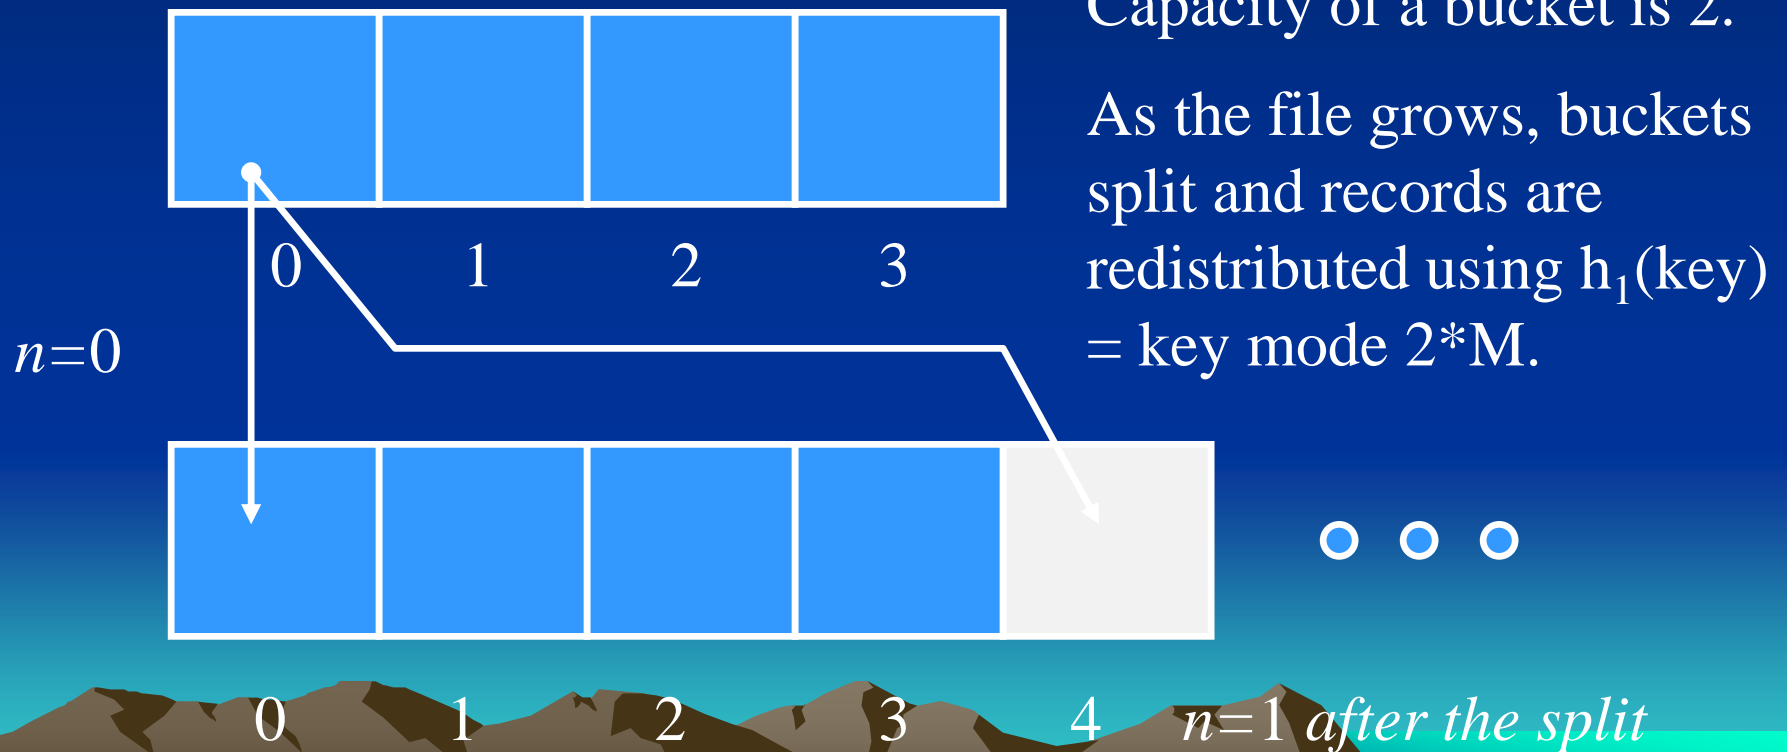 Capacity of a bucket is 2.
As the file grows, buckets
split and records are
redistributed using h₁(key)
= key mode 2*M.
0 1 2 3
n=0
0 1 2 3 4 n=1 after the split